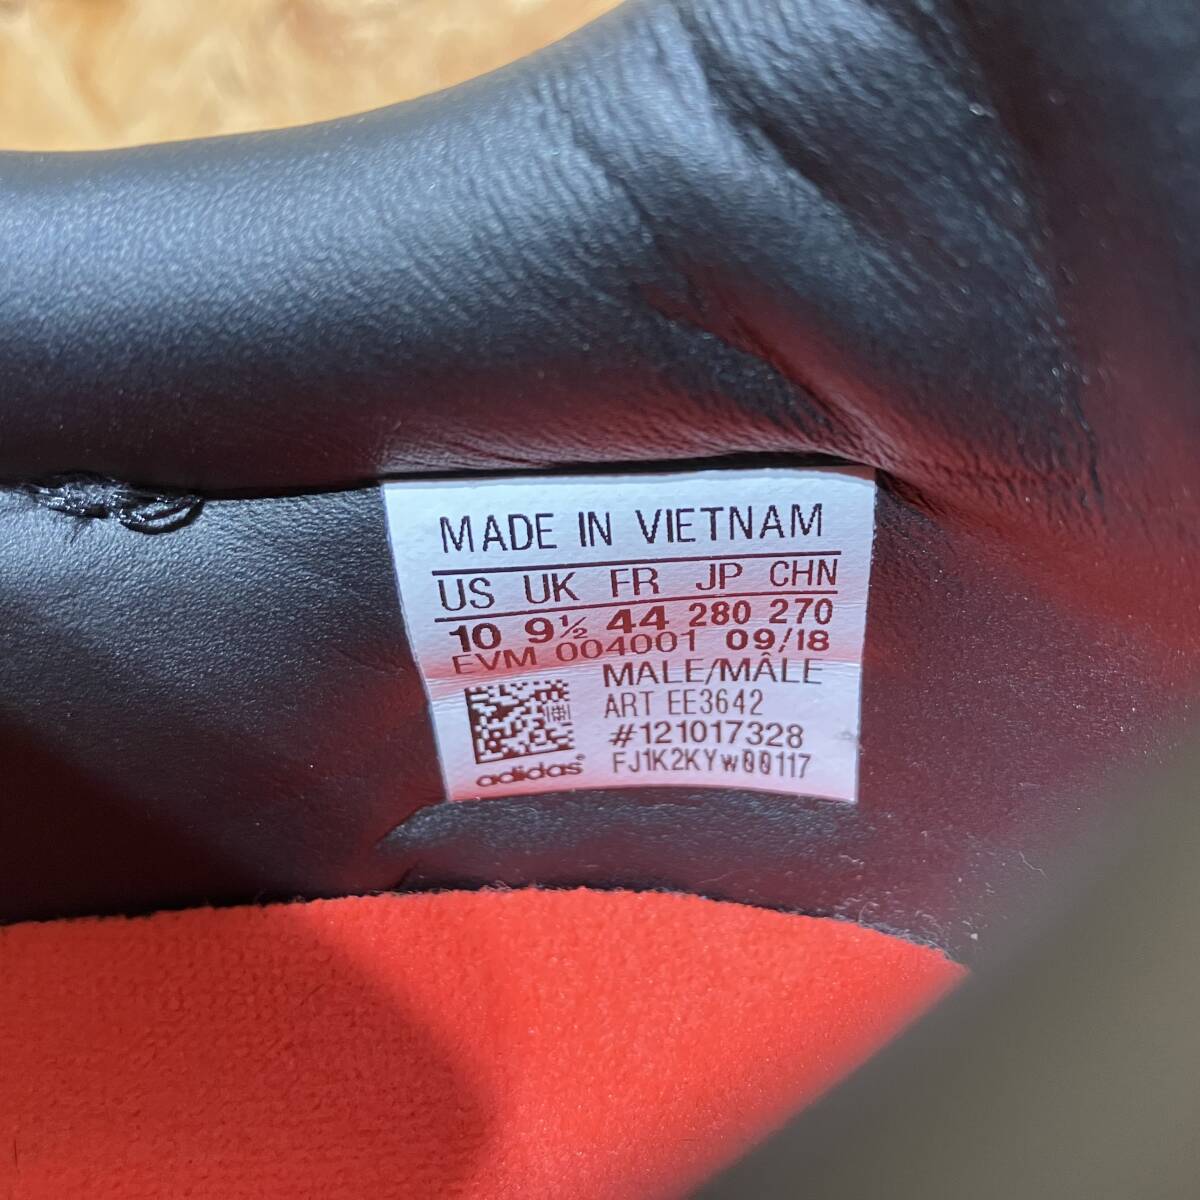 MADE IN VIETNAM
US UK FR JP CHN
10 9½ 44 280 270
EVM 004001 09/18
MALE/MÂLE
ART EE3642
#121017328
FJ1K2KYw00117
adidas